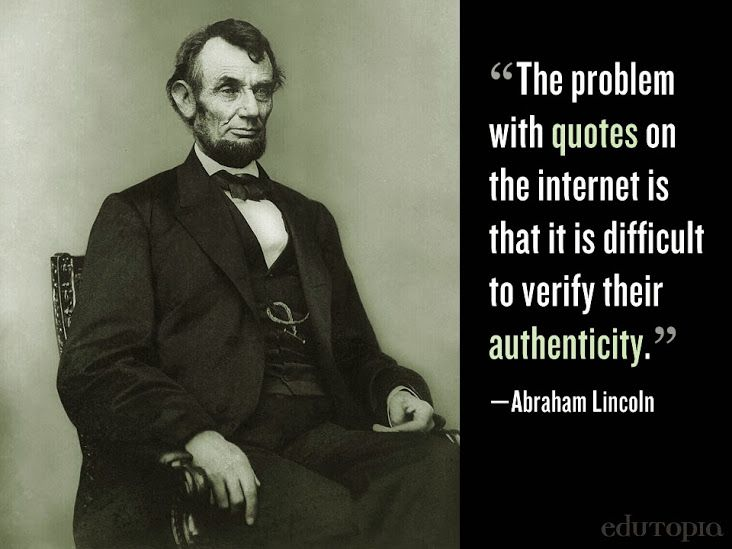 “The problem
with quotes on
the internet is
that it is difficult
to verify their
authenticity.”
—Abraham Lincoln
edutopia